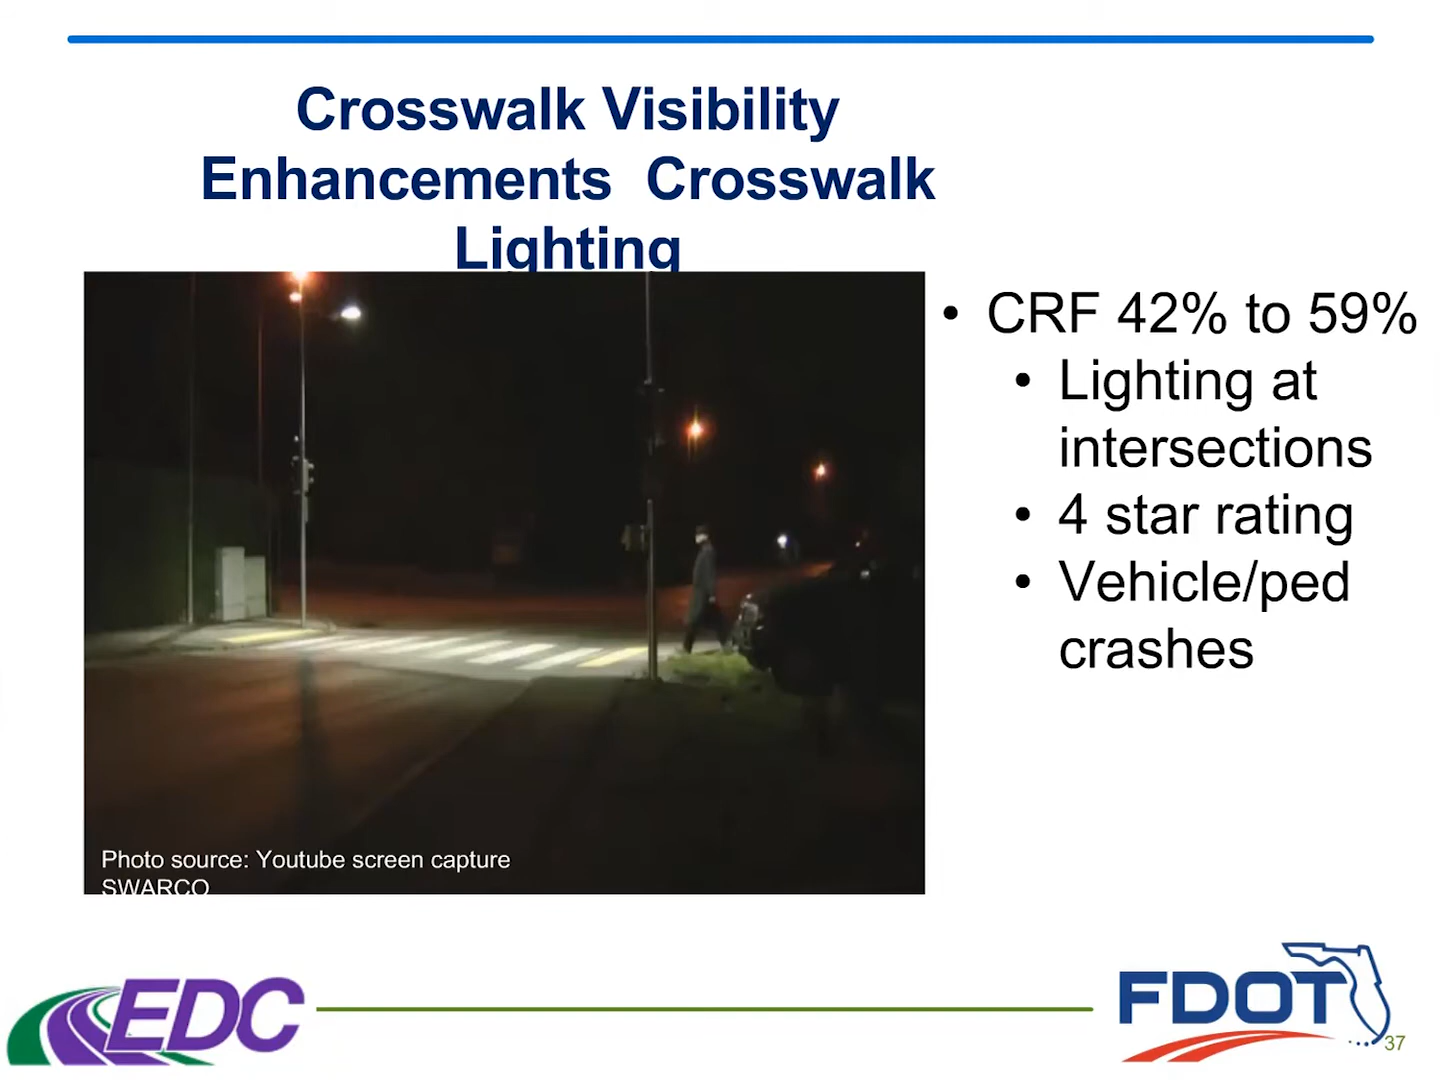 Crosswalk Visibility
Enhancements  Crosswalk
Lighting
• CRF 42% to 59%
• Lighting at
intersections
• 4 star rating
• Vehicle/ped
crashes
Photo source: Youtube screen capture
SWARCO
EDC
FDOT
37